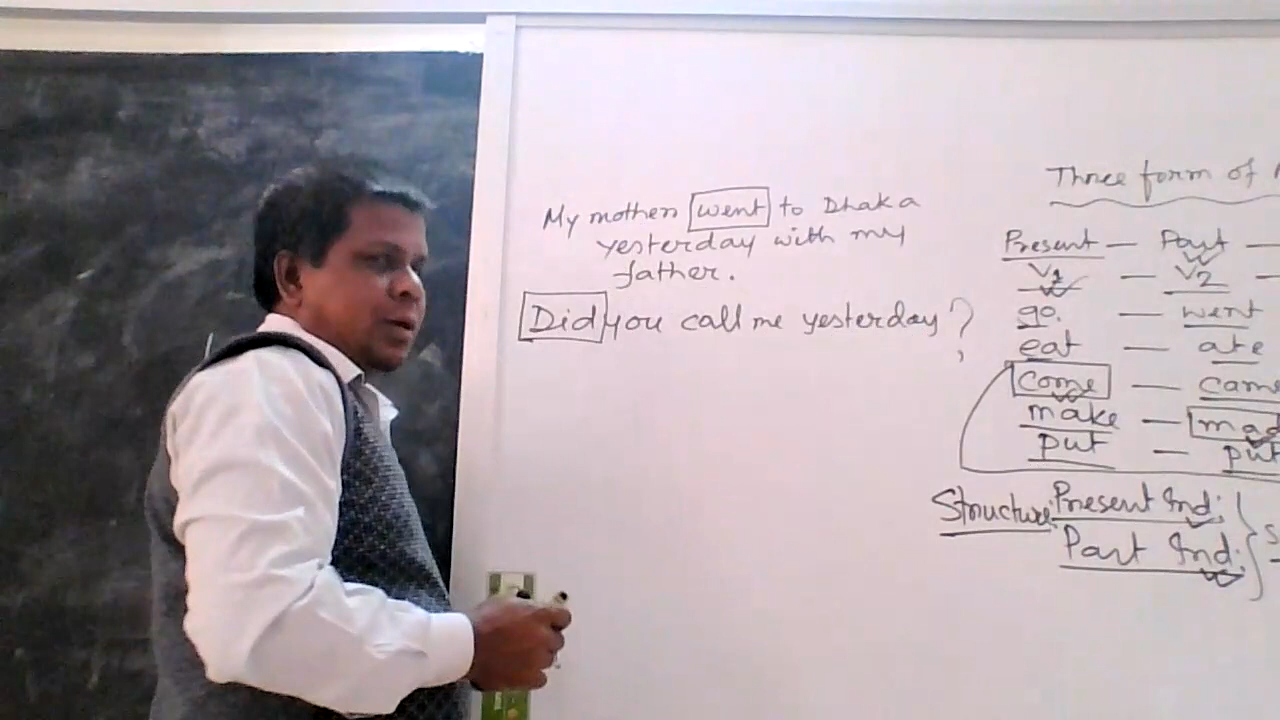 My mother went to Dhaka
yesterday with my
father.
Did you call me yesterday?
Three form of
Present — Past —
V1 — V2 —
go. — went
eat — ate
come — came
make — mad
put — put
Structure: Present Ind:
Past Ind: